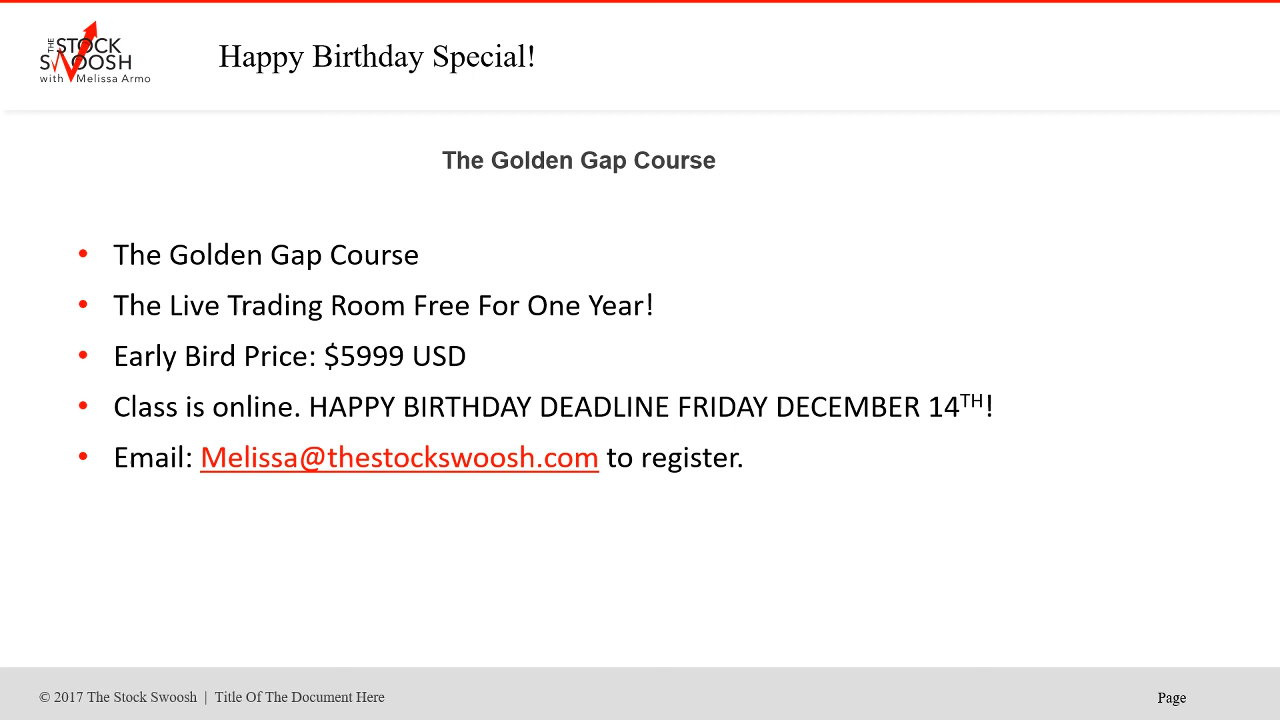 THE STOCK
SWOOSH
with Melissa Armo
Happy Birthday Special!
The Golden Gap Course
• The Golden Gap Course
• The Live Trading Room Free For One Year!
• Early Bird Price: $5999 USD
• Class is online. HAPPY BIRTHDAY DEADLINE FRIDAY DECEMBER 14TH!
• Email: Melissa@thestockswoosh.com to register.
© 2017 The Stock Swoosh | Title Of The Document Here
Page